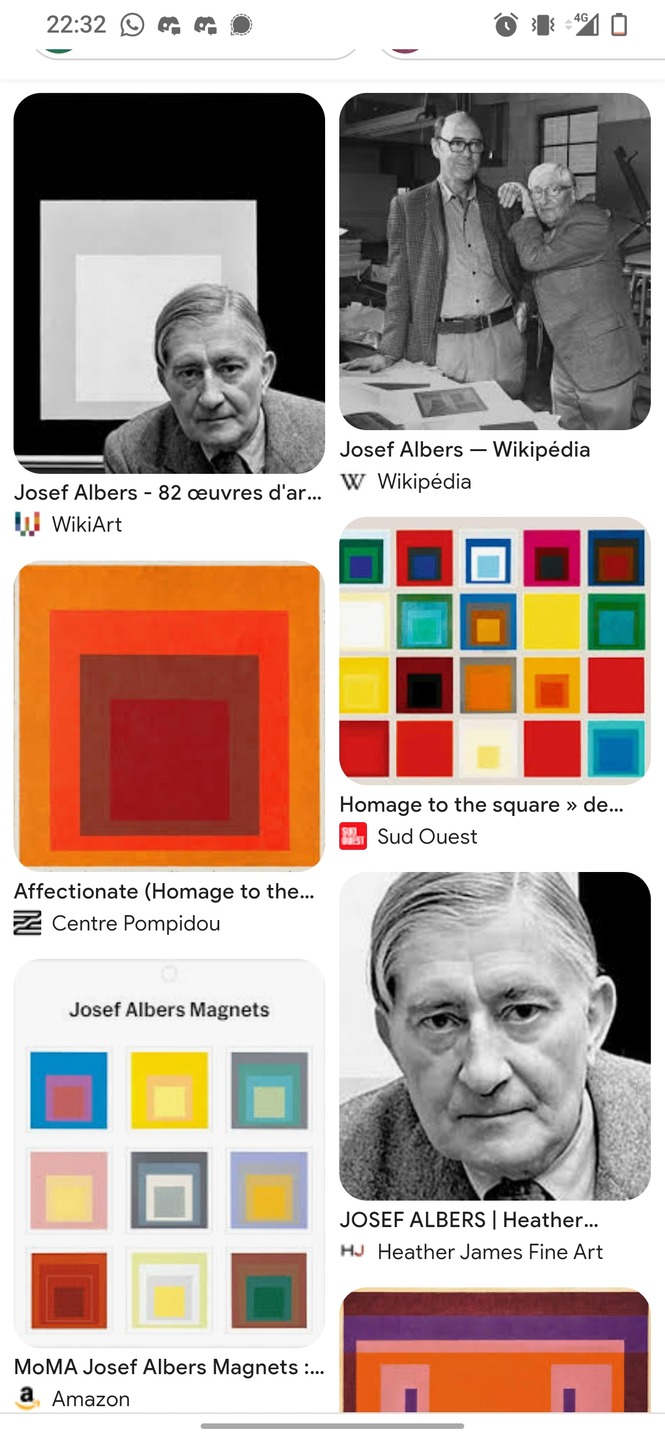 22:32
4G
Josef Albers - 82 œuvres d'ar...
WikiArt
Josef Albers — Wikipédia
W Wikipédia
Affectionate (Homage to the...
Centre Pompidou
Homage to the square » de...
SUD OUEST Sud Ouest
Josef Albers Magnets
MoMA Josef Albers Magnets :...
a Amazon
JOSEF ALBERS | Heather...
HJ Heather James Fine Art